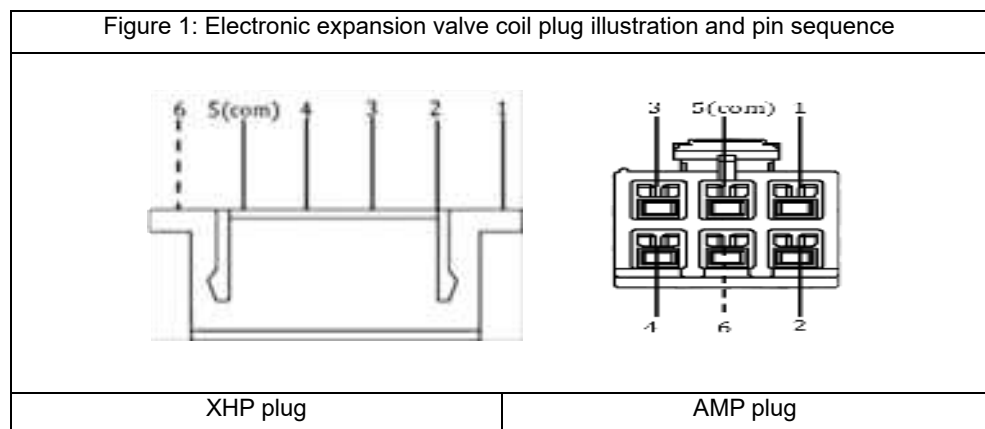 Figure 1: Electronic expansion valve coil plug illustration and pin sequence
6 5(com) 4 3 2 1
3 5(com) 1
4 6 2
XHP plug
AMP plug